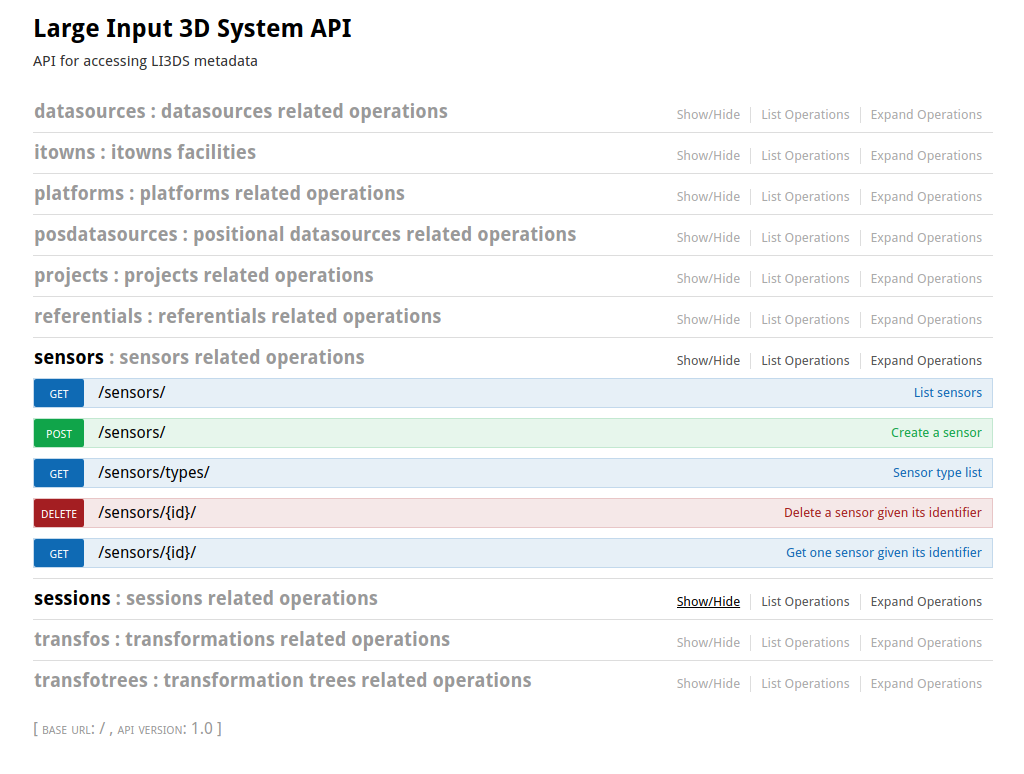 Large Input 3D System API
API for accessing LI3DS metadata
datasources : datasources related operations Show/Hide List Operations Expand Operations
itowns : itowns facilities Show/Hide List Operations Expand Operations
platforms : platforms related operations Show/Hide List Operations Expand Operations
posdatasources : positional datasources related operations Show/Hide List Operations Expand Operations
projects : projects related operations Show/Hide List Operations Expand Operations
referentials : referentials related operations Show/Hide List Operations Expand Operations
sensors : sensors related operations Show/Hide List Operations Expand Operations
GET /sensors/ List sensors
POST /sensors/ Create a sensor
GET /sensors/types/ Sensor type list
DELETE /sensors/{id}/ Delete a sensor given its identifier
GET /sensors/{id}/ Get one sensor given its identifier
sessions : sessions related operations Show/Hide List Operations Expand Operations
transfos : transformations related operations Show/Hide List Operations Expand Operations
transfotrees : transformation trees related operations Show/Hide List Operations Expand Operations
[ BASE URL: / , API VERSION: 1.0 ]